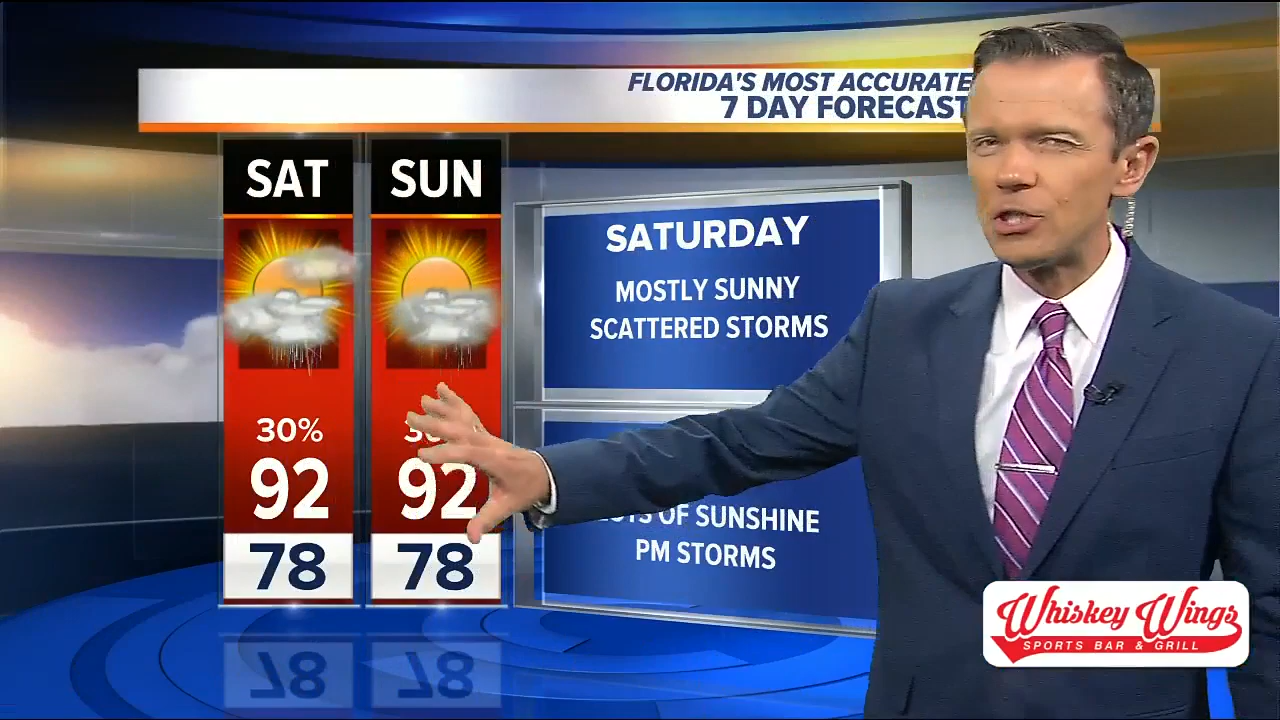 FLORIDA'S MOST ACCURATE
7 DAY FORECAST
SAT
SUN
SATURDAY
MOSTLY SUNNY
SCATTERED STORMS
30%
92
92
OF SUNSHINE
PM STORMS
78
78
Whiskey Wings
SPORTS BAR & GRILL